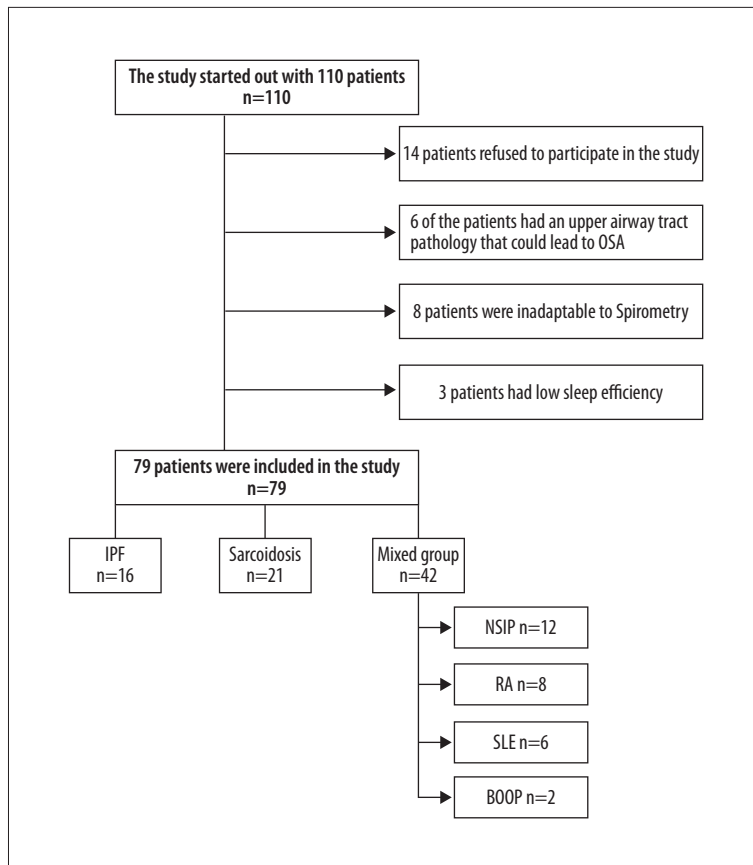 The study started out with 110 patients
n=110
14 patients refused to participate in the study
6 of the patients had an upper airway tract
pathology that could lead to OSA
8 patients were inadaptable to Spirometry
3 patients had low sleep efficiency
79 patients were included in the study
n=79
IPF
n=16
Sarcoidosis
n=21
Mixed group
n=42
NSIP n=12
RA n=8
SLE n=6
BOOP n=2